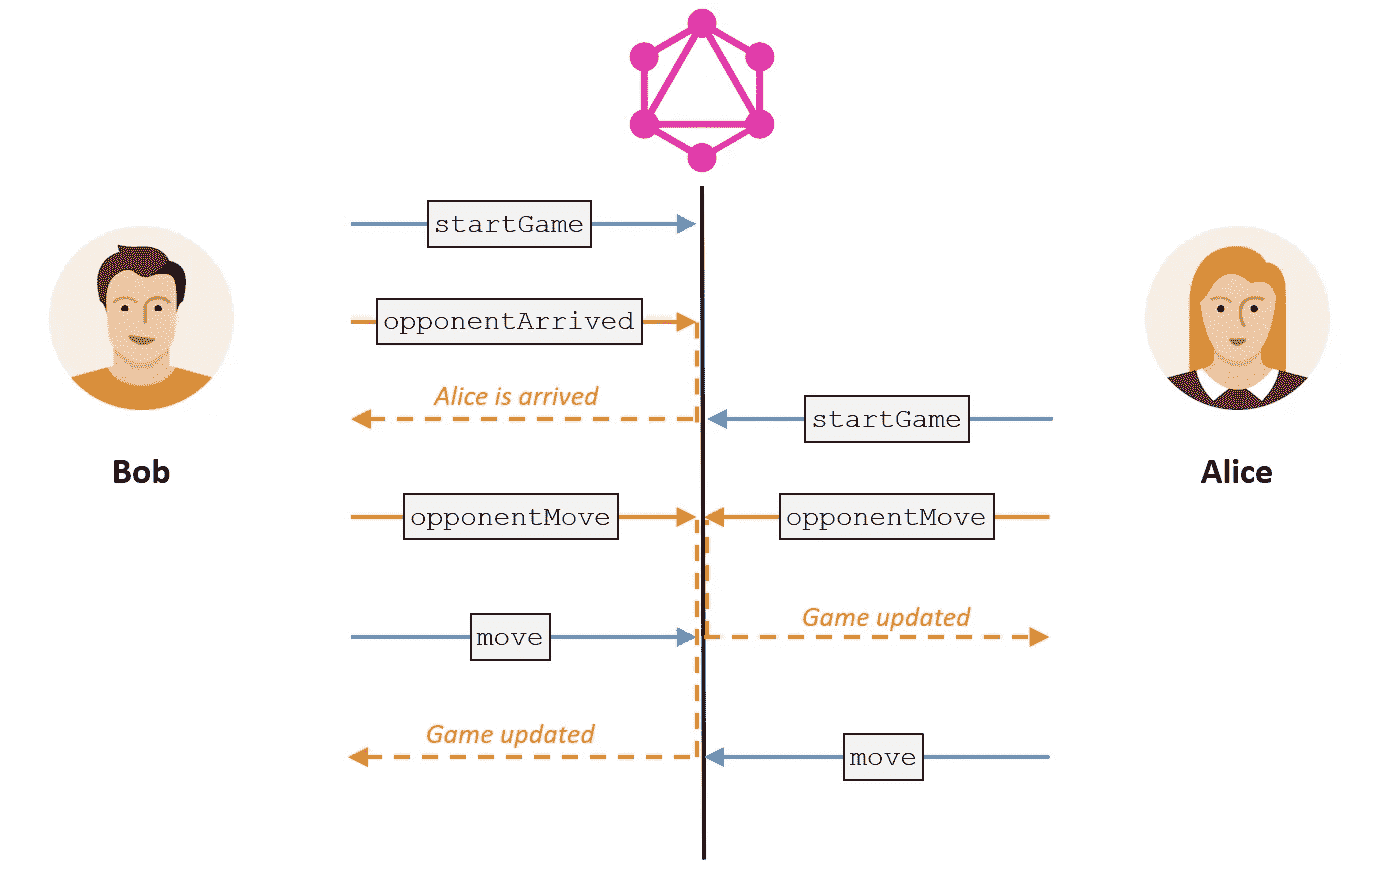 startGame
opponentArrived
Alice is arrived
startGame
Bob
Alice
opponentMove
opponentMove
Game updated
move
Game updated
move